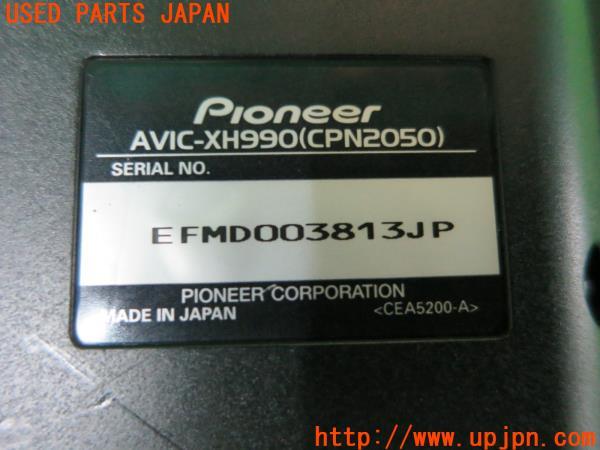 USED PARTS JAPAN
Pioneer
AVIC-XH990(CPN2050)
SERIAL NO.
EFMD003813JP
PIONEER CORPORATION
MADE IN JAPAN <CEA5200-A>
http://www.upjpn.com/